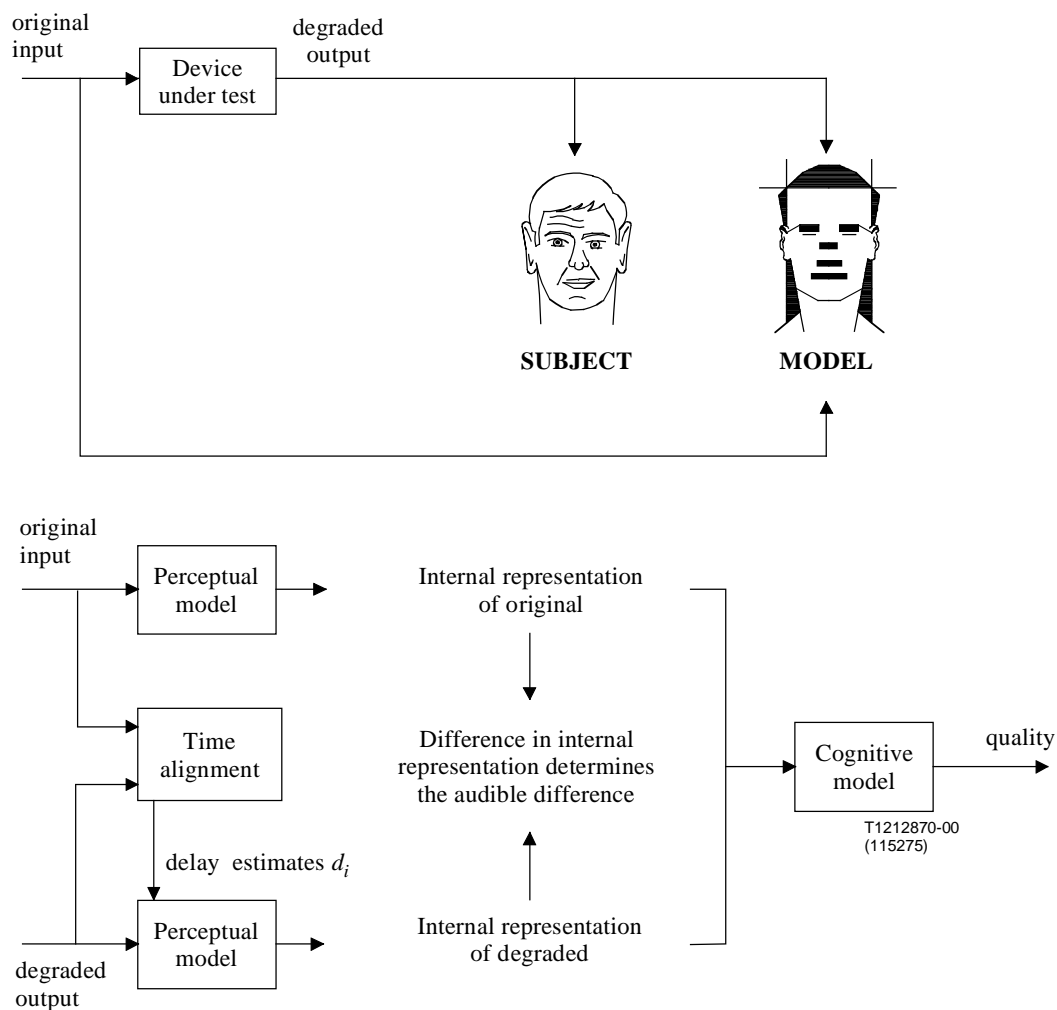 original
input
Device
under test
degraded
output
SUBJECT
MODEL
original
input
Perceptual
model
Internal representation
of original
Time
alignment
Difference in internal
representation determines
the audible difference
Cognitive
model
quality
T1212870-00
(115275)
delay estimates di
Perceptual
model
Internal representation
of degraded
degraded
output